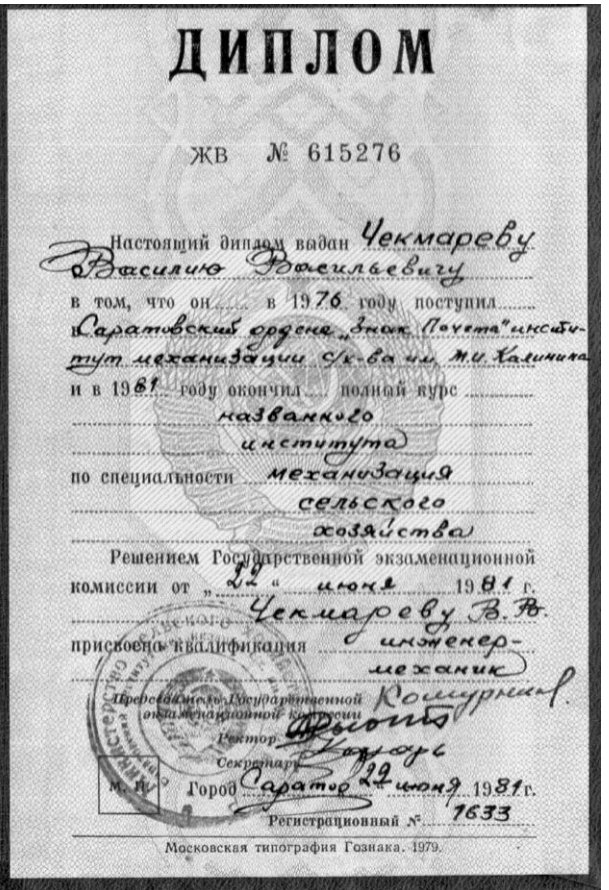 ДИПЛОМ
ЖВ № 615276
Настоящий диплом выдан Чекмареву
Василию Васильевичу
в том, что он в 1976 году поступил
в Саратовский ордена „Знак Почета" инсти-
тут механизации с/х-ва им. М.И. Калинина
и в 1981 году окончил полный курс
названного
института
по специальности механизация
сельского
хозяйства
Решением Государственной экзаменационной
комиссии от „22" июня 1981 г.
Чекмареву В. В.
присвоена квалификация инженер-
механик
Председатель Государственной
экзаменационной комиссии
Ректор
Секретарь
М. П. Город Саратов 29 июня 1981 г.
Регистрационный № 1633
Московская типография Гознака. 1979.